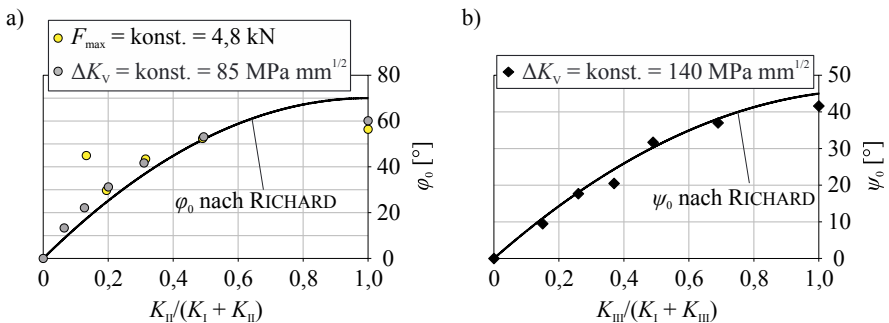 a)
F_max = konst. = 4,8 kN
ΔK_V = konst. = 85 MPa mm^1/2
80
60
40
20
0
φ_0 [°]
φ_0 nach RICHARD
0 0,2 0,4 0,6 0,8 1,0
K_II/(K_I + K_II)
b)
ΔK_V = konst. = 140 MPa mm^1/2
50
40
30
20
10
0
ψ_0 [°]
ψ_0 nach RICHARD
0 0,2 0,4 0,6 0,8 1,0
K_III/(K_I + K_III)